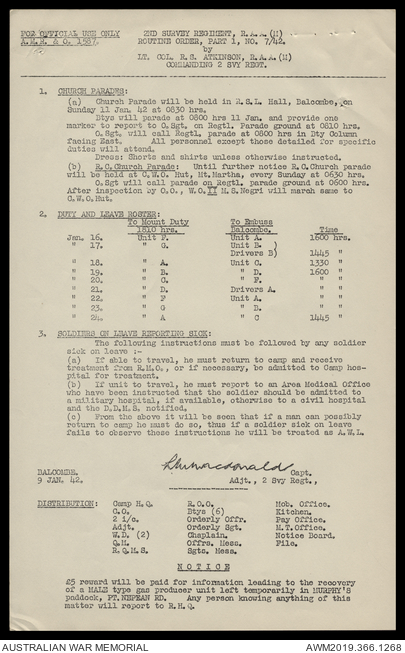 FOR OFFICIAL USE ONLY
A.R.R. & O. 1587.
2ND SURVEY REGIMENT, R.A.A.(M)
ROUTINE ORDER, PART 1, NO. 7/42.
by
LT. COL. R.S. ATKINSON, R.A.A.(M)
COMMANDING 2 SVY REGT.
1. CHURCH PARADES:
(a) Church Parade will be held in R.S.L. Hall, Balcombe, on
Sunday 11 Jan. 42 at 0830 hrs.
Btys will parade at 0800 hrs 11 Jan. and provide one
marker to report to O.Sgt, on Regtl. Parade ground at 0810 hrs.
O.Sgt, will call Regtl, parade at 0800 hrs in Dty Column
facing East. All personnel except those detailed for specific
duties will attend.
Dress: Shorts and shirts unless otherwise instructed.
(b) R.C.Church Parade: Until further notice R.C.Church parade
will be held at C.W.O. Hut, Mt.Martha, every Sunday at 0630 hrs.
O.Sgt will call parade on Regtl, parade ground at 0600 hrs.
After inspection by O.O., W.O.II M.S.Negri will march same to
C.W.O.Hut.
2. DUTY AND LEAVE ROSTER:
To Mount Duty To Embuss
1810 hrs. Balcombe. Time
Jan. 16. Unit F. Unit A. 1600 hrs.
" 17. " G. Unit B. )
Drivers B) 1445 "
" 18. " A. Unit C. 1330 "
" 19. " B. " D. 1600 "
" 20. " C. " F. " "
" 21. " D. Drivers A. " "
" 22. " F Unit A. " "
" 23. " G " B. " "
" 24. " A " C 1445 "
3. SOLDIERS ON LEAVE REPORTING SICK:
The following instructions must be followed by any soldier
sick on leave :-
(a) If able to travel, he must return to camp and receive
treatment from R.M.O., or if necessary, be admitted to Camp hos-
pital for treatment.
(b) If unfit to travel, he must report to an Area Medical Office
who have been instructed that the soldier should be admitted to
a military hospital, if available, otherwise to a civil hospital
and the D.D.M.S. notified.
(c) From the above it will be seen that if a man can possibly
return to camp he must do so, thus if a soldier sick on leave
fails to observe these instructions he will be treated as A.W.L.
BALCOMBE.
9 JAN. 42.
Capt.
Adjt., 2 Svy Regt.,
DISTRIBUTION: Camp H.Q. R.O.O. Mob. Office.
C.O. Btys (6) Kitchen.
2 i/c. Orderly Offr. Pay Office.
Adjt. Orderly Sgt. M.T.Office.
W.D. (2) Chaplain. Notice Board.
Q.M. Offrs. Mess. File.
R.Q.M.S. Sgts. Mess.
NOTICE
£5 reward will be paid for information leading to the recovery
of a MALE type gas producer unit left temporarily in MURPHY'S
paddock, PT.NEPEAN RD. Any person knowing anything of this
matter will report to R.H.Q.
AUSTRALIAN WAR MEMORIAL AWM2019.366.1268